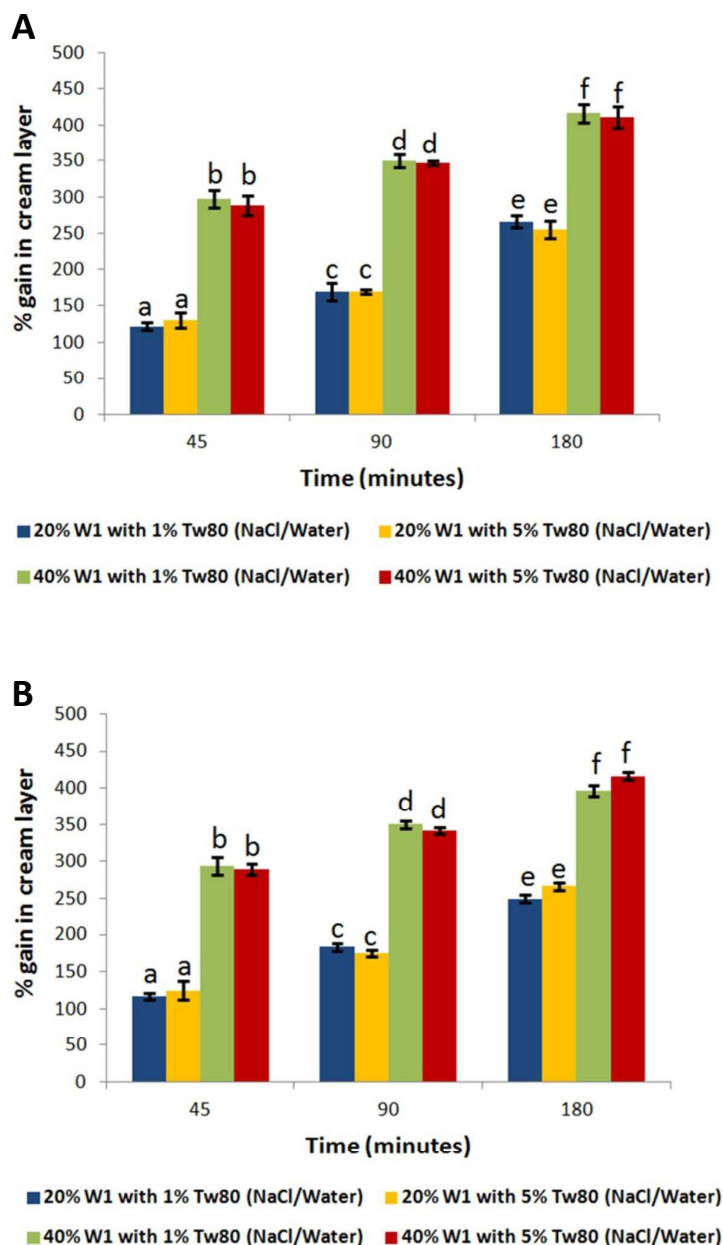 A
500
450
400
350
300
250
200
150
100
50
0
% gain in cream layer
a a b b c c d d e e f f
45 90 180
Time (minutes)
20% W1 with 1% Tw80 (NaCl/Water) 20% W1 with 5% Tw80 (NaCl/Water)
40% W1 with 1% Tw80 (NaCl/Water) 40% W1 with 5% Tw80 (NaCl/Water)
B
500
450
400
350
300
250
200
150
100
50
0
% gain in cream layer
a a b b c c d d e e f f
45 90 180
Time (minutes)
20% W1 with 1% Tw80 (NaCl/Water) 20% W1 with 5% Tw80 (NaCl/Water)
40% W1 with 1% Tw80 (NaCl/Water) 40% W1 with 5% Tw80 (NaCl/Water)